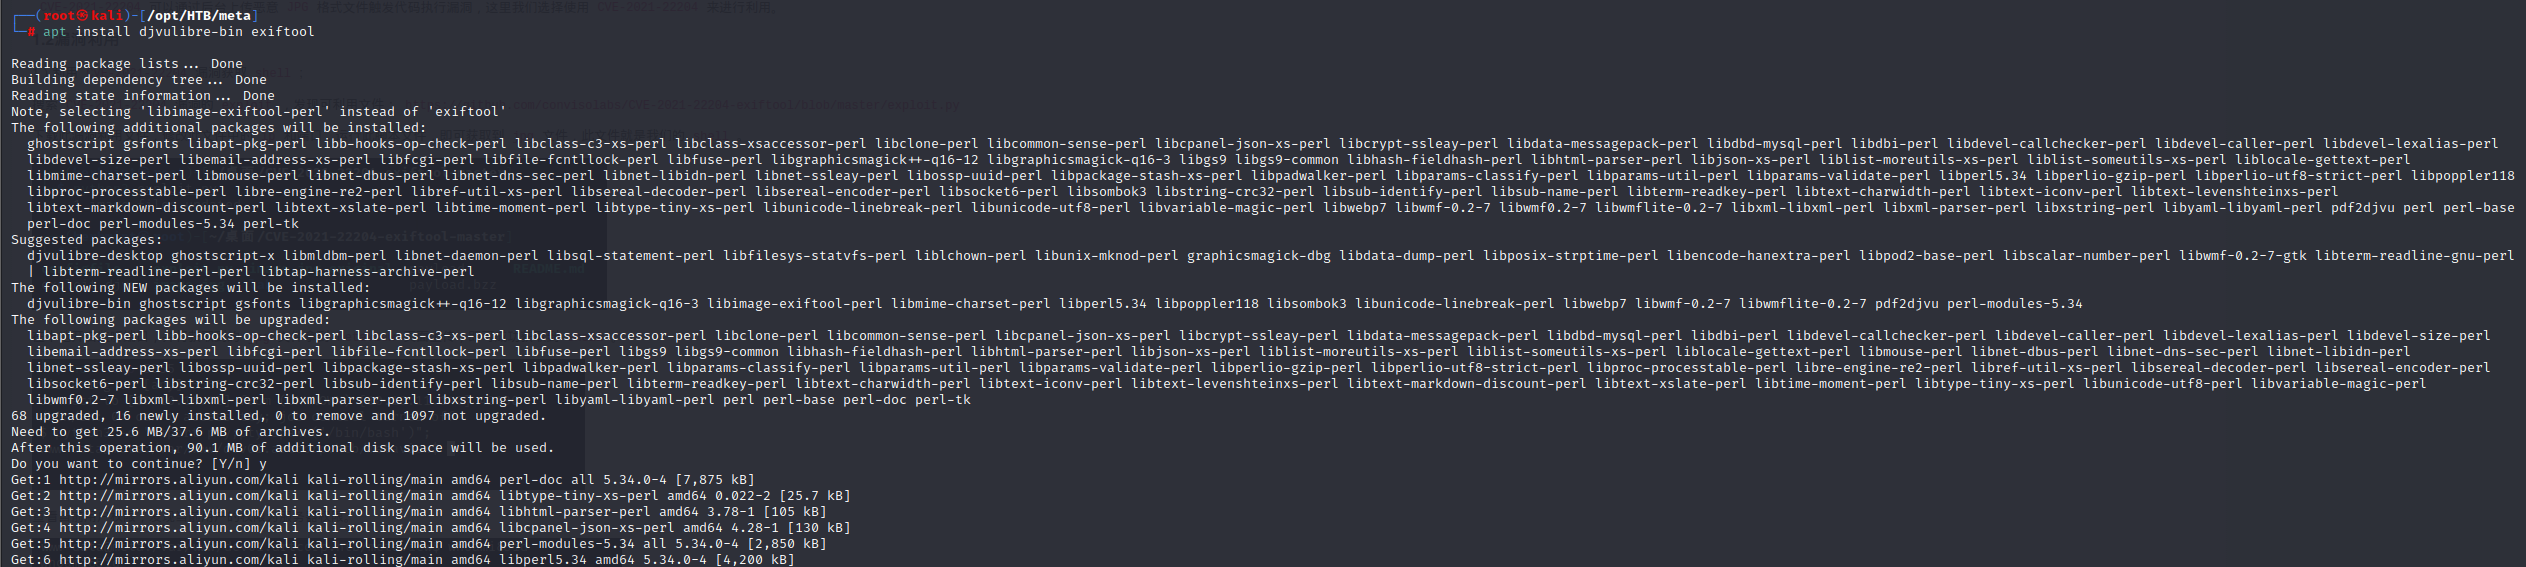 ┌──(root㉿kali)-[/opt/HTB/meta]
└─# apt install djvulibre-bin exiftool
Reading package lists... Done
Building dependency tree... Done
Reading state information... Done
Note, selecting 'libimage-exiftool-perl' instead of 'exiftool'
The following additional packages will be installed:
ghostscript gsfonts libapt-pkg-perl libb-hooks-op-check-perl libclass-c3-xs-perl libclass-xsaccessor-perl libclone-perl libcommon-sense-perl libcpanel-json-xs-perl libcrypt-ssleay-perl libdata-messagepack-perl libdbd-mysql-perl libdbi-perl libdevel-callchecker-perl libdevel-caller-perl libdevel-lexalias-perl
libdevel-size-perl libemail-address-xs-perl libfcgi-perl libfile-fcntllock-perl libfuse-perl libgraphicsmagick++-q16-12 libgraphicsmagick-q16-3 libgs9 libgs9-common libhash-fieldhash-perl libhtml-parser-perl libjson-xs-perl liblist-moreutils-xs-perl liblist-someutils-xs-perl liblocale-gettext-perl
libmime-charset-perl libmouse-perl libnet-dbus-perl libnet-dns-sec-perl libnet-libidn-perl libnet-ssleay-perl libossp-uuid-perl libpackage-stash-xs-perl libpadwalker-perl libparams-classify-perl libparams-util-perl libparams-validate-perl libperl5.34 libperlio-gzip-perl libperlio-utf8-strict-perl libpoppler118
libproc-processtable-perl libre-engine-re2-perl libref-util-xs-perl libsereal-decoder-perl libsereal-encoder-perl libsocket6-perl libsombok3 libstring-crc32-perl libsub-identify-perl libsub-name-perl libterm-readkey-perl libtext-charwidth-perl libtext-iconv-perl libtext-levenshteinxs-perl
libtext-markdown-discount-perl libtext-xslate-perl libtime-moment-perl libtype-tiny-xs-perl libunicode-linebreak-perl libunicode-utf8-perl libvariable-magic-perl libwebp7 libwmf-0.2-7 libwmf0.2-7 libwmflite-0.2-7 libxml-libxml-perl libxml-parser-perl libxstring-perl libyaml-libyaml-perl pdf2djvu perl perl-base
perl-doc perl-modules-5.34 perl-tk
Suggested packages:
djvulibre-desktop ghostscript-x libmldbm-perl libnet-daemon-perl libsql-statement-perl libfilesys-statvfs-perl liblchown-perl libunix-mknod-perl graphicsmagick-dbg libdata-dump-perl libposix-strptime-perl libencode-hanextra-perl libpod2-base-perl libscalar-number-perl libwmf-0.2-7-gtk libterm-readline-gnu-perl
| libterm-readline-perl-perl libtap-harness-archive-perl
The following NEW packages will be installed:
djvulibre-bin ghostscript gsfonts libgraphicsmagick++-q16-12 libgraphicsmagick-q16-3 libimage-exiftool-perl libmime-charset-perl libperl5.34 libpoppler118 libsombok3 libunicode-linebreak-perl libwebp7 libwmf-0.2-7 libwmflite-0.2-7 pdf2djvu perl-modules-5.34
The following packages will be upgraded:
libapt-pkg-perl libb-hooks-op-check-perl libclass-c3-xs-perl libclass-xsaccessor-perl libclone-perl libcommon-sense-perl libcpanel-json-xs-perl libcrypt-ssleay-perl libdata-messagepack-perl libdbd-mysql-perl libdbi-perl libdevel-callchecker-perl libdevel-caller-perl libdevel-lexalias-perl libdevel-size-perl
libemail-address-xs-perl libfcgi-perl libfile-fcntllock-perl libfuse-perl libgs9 libgs9-common libhash-fieldhash-perl libhtml-parser-perl libjson-xs-perl liblist-moreutils-xs-perl liblist-someutils-xs-perl liblocale-gettext-perl libmouse-perl libnet-dbus-perl libnet-dns-sec-perl libnet-libidn-perl
libnet-ssleay-perl libossp-uuid-perl libpackage-stash-xs-perl libpadwalker-perl libparams-classify-perl libparams-util-perl libparams-validate-perl libperlio-gzip-perl libperlio-utf8-strict-perl libproc-processtable-perl libre-engine-re2-perl libref-util-xs-perl libsereal-decoder-perl libsereal-encoder-perl
libsocket6-perl libstring-crc32-perl libsub-identify-perl libsub-name-perl libterm-readkey-perl libtext-charwidth-perl libtext-iconv-perl libtext-levenshteinxs-perl libtext-markdown-discount-perl libtext-xslate-perl libtime-moment-perl libtype-tiny-xs-perl libunicode-utf8-perl libvariable-magic-perl
libwmf0.2-7 libxml-libxml-perl libxml-parser-perl libxstring-perl libyaml-libyaml-perl perl perl-base perl-doc perl-tk
68 upgraded, 16 newly installed, 0 to remove and 1097 not upgraded.
Need to get 25.6 MB/37.6 MB of archives.
After this operation, 90.1 MB of additional disk space will be used.
Do you want to continue? [Y/n] y
Get:1 http://mirrors.aliyun.com/kali kali-rolling/main amd64 perl-doc all 5.34.0-4 [7,875 kB]
Get:2 http://mirrors.aliyun.com/kali kali-rolling/main amd64 libtype-tiny-xs-perl amd64 0.022-2 [25.7 kB]
Get:3 http://mirrors.aliyun.com/kali kali-rolling/main amd64 libhtml-parser-perl amd64 3.78-1 [105 kB]
Get:4 http://mirrors.aliyun.com/kali kali-rolling/main amd64 libcpanel-json-xs-perl amd64 4.28-1 [130 kB]
Get:5 http://mirrors.aliyun.com/kali kali-rolling/main amd64 perl-modules-5.34 all 5.34.0-4 [2,850 kB]
Get:6 http://mirrors.aliyun.com/kali kali-rolling/main amd64 libperl5.34 amd64 5.34.0-4 [4,200 kB]